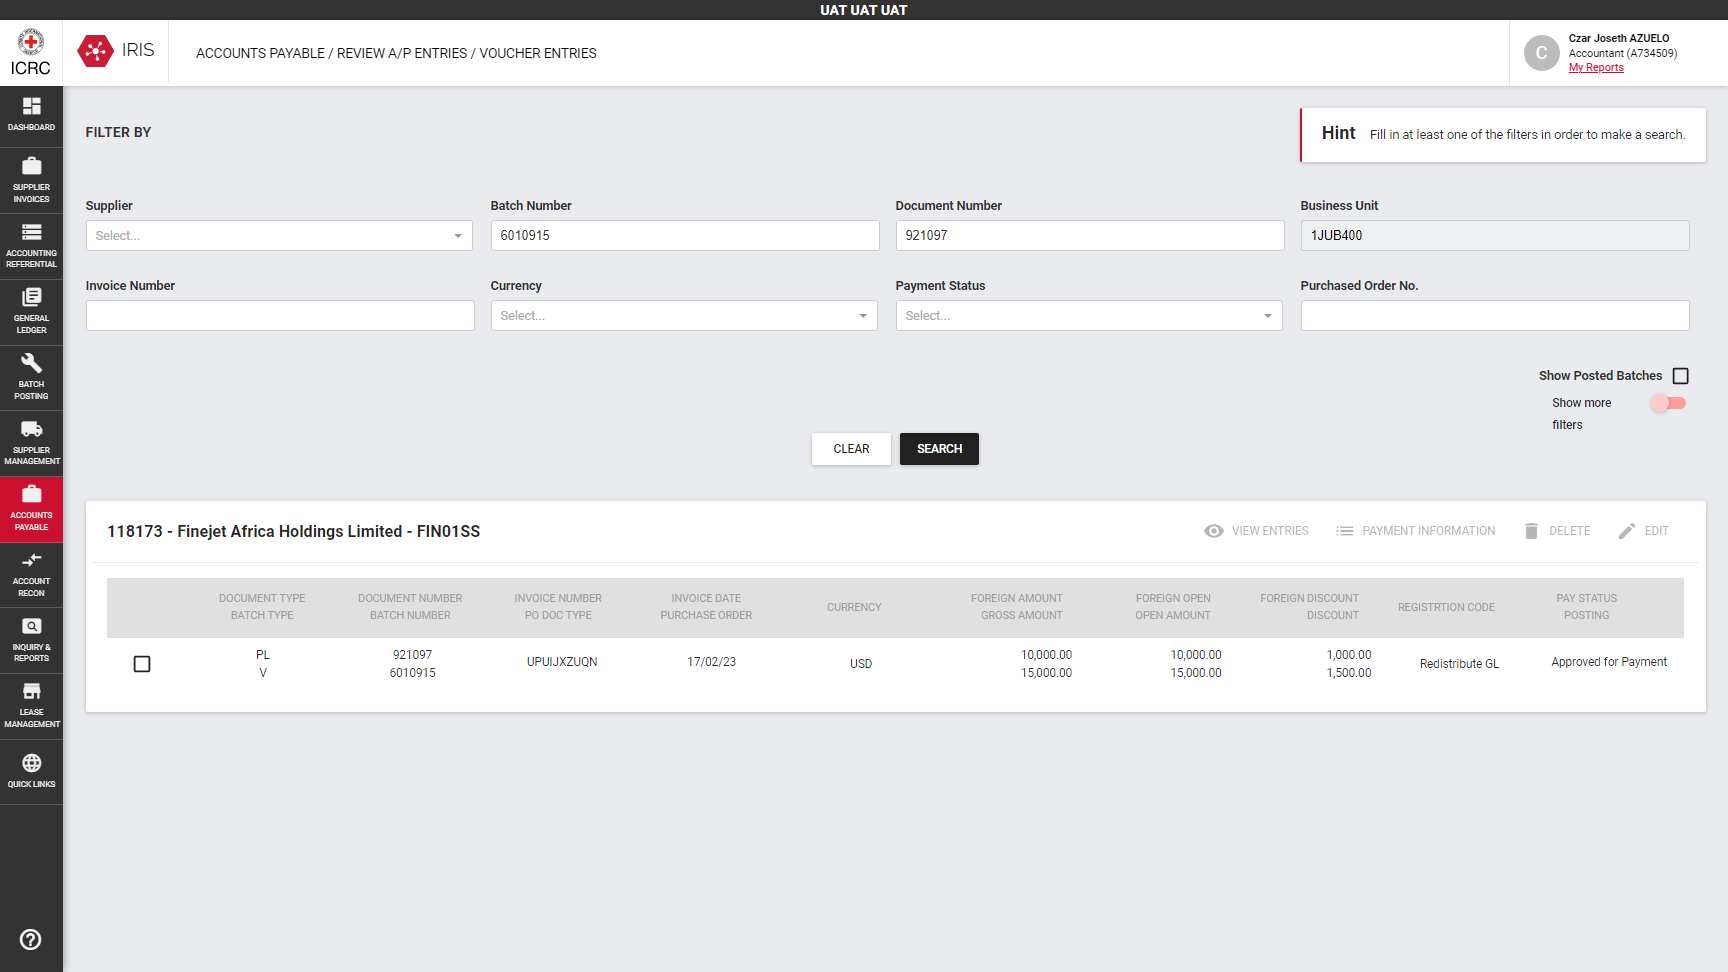 UAT UAT UAT
ICRC
IRIS
ACCOUNTS PAYABLE / REVIEW A/P ENTRIES / VOUCHER ENTRIES
C
Czar Joseth AZUELO
Accountant (A734509)
My Reports
DASHBOARD
SUPPLIER
INVOICES
ACCOUNTING
REFERENTIAL
GENERAL
LEDGER
BATCH
POSTING
SUPPLIER
MANAGEMENT
ACCOUNTS
PAYABLE
ACCOUNT
RECON
INQUIRY &
REPORTS
LEASE
MANAGEMENT
QUICK LINKS
FILTER BY
Hint Fill in at least one of the filters in order to make a search.
Supplier Batch Number Document Number Business Unit
Select... 6010915 921097 1JUB400
Invoice Number Currency Payment Status Purchased Order No.
Select... Select...
Show Posted Batches
Show more
filters
CLEAR SEARCH
118173 - Finejet Africa Holdings Limited - FIN01SS
VIEW ENTRIES PAYMENT INFORMATION DELETE EDIT
DOCUMENT TYPE DOCUMENT NUMBER INVOICE NUMBER INVOICE DATE CURRENCY FOREIGN AMOUNT FOREIGN OPEN FOREIGN DISCOUNT REGISTRTION CODE PAY STATUS
BATCH TYPE BATCH NUMBER PO DOC TYPE PURCHASE ORDER GROSS AMOUNT OPEN AMOUNT DISCOUNT POSTING
PL 921097 UPUIJXZUQN 17/02/23 USD 10,000.00 10,000.00 1,000.00 Redistribute GL Approved for Payment
V 6010915 15,000.00 15,000.00 1,500.00